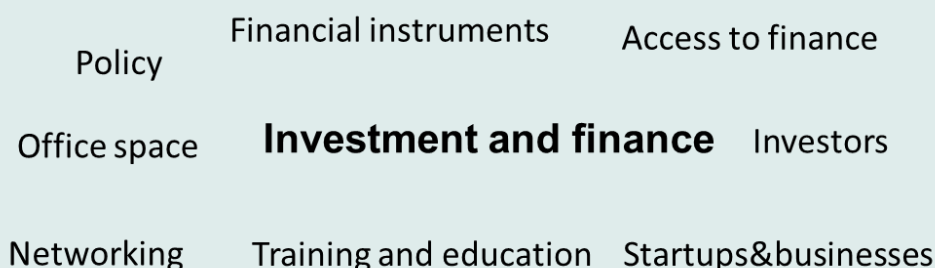 Financial instruments
Access to finance
Policy
Office space
Investment and finance
Investors
Networking
Training and education
Startups&businesses